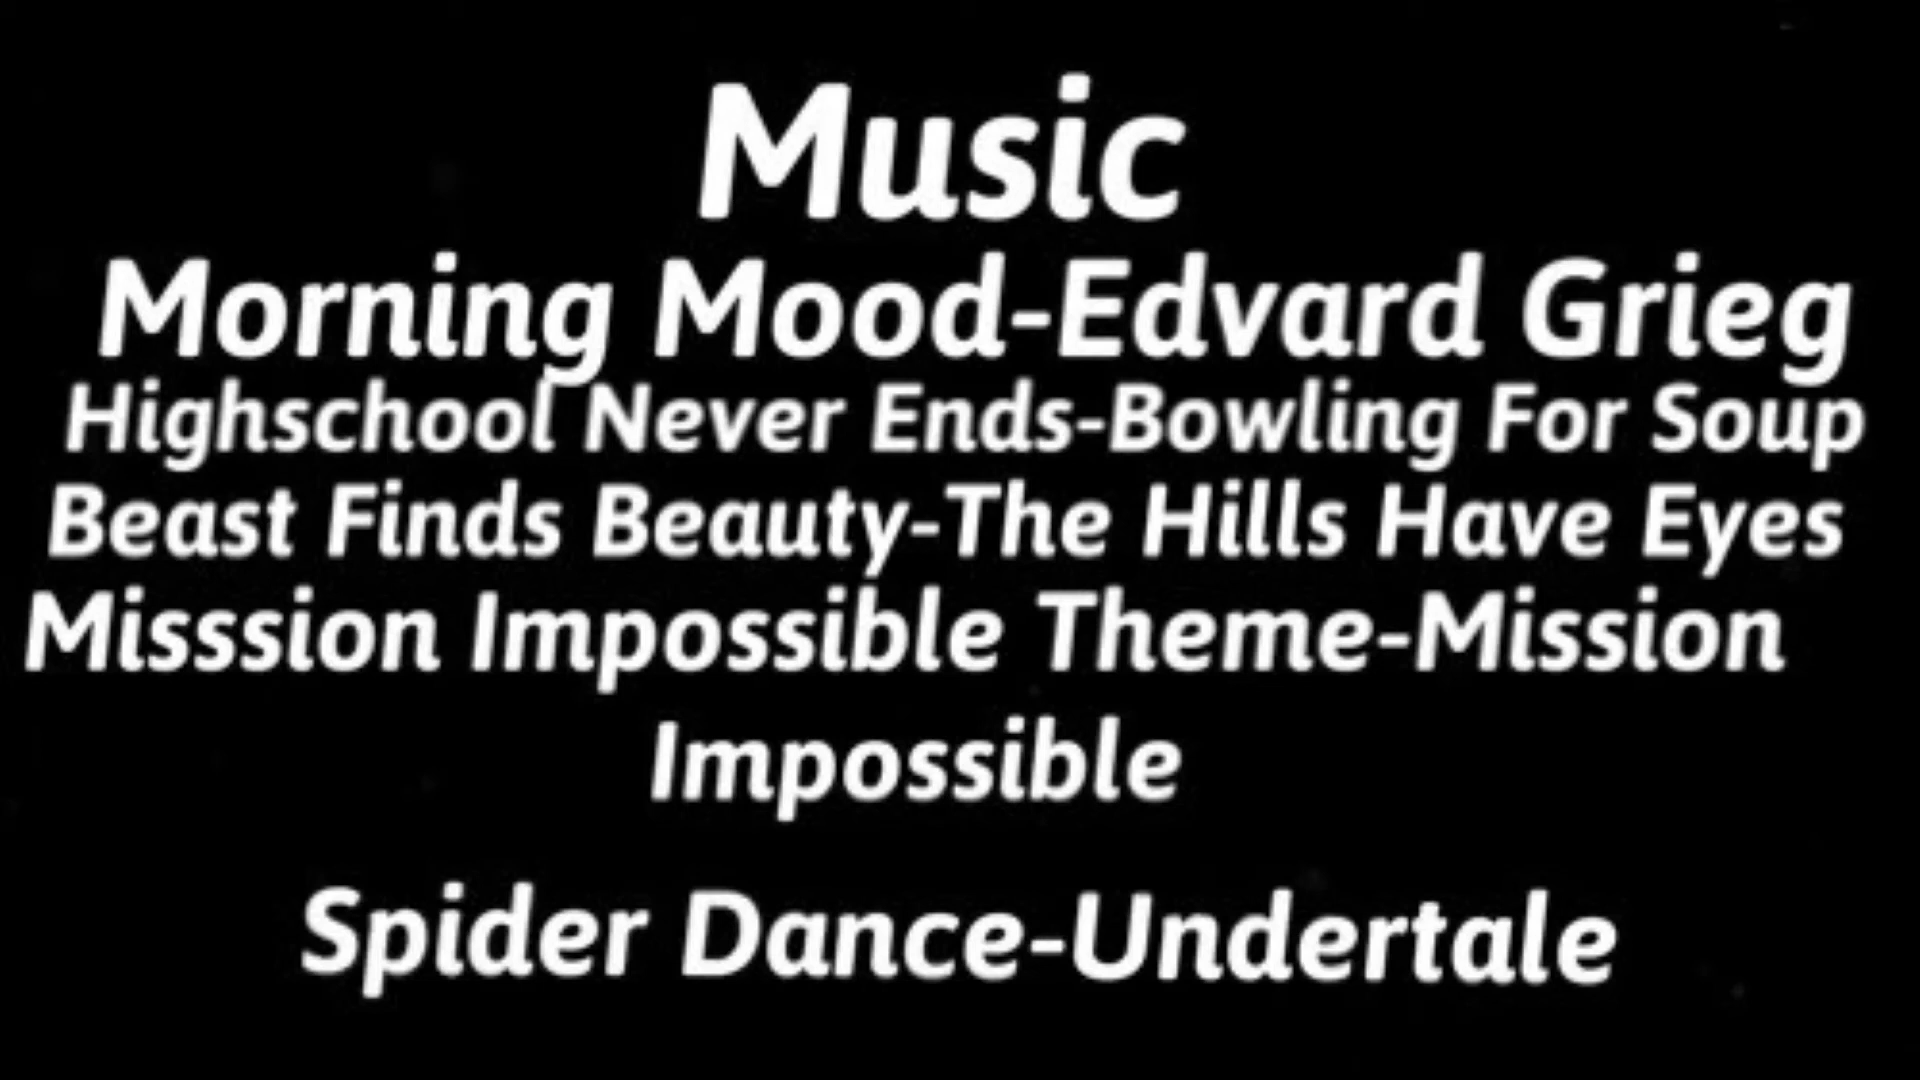 Music
Morning Mood-Edvard Grieg
Highschool Never Ends-Bowling For Soup
Beast Finds Beauty-The Hills Have Eyes
Misssion Impossible Theme-Mission
Impossible
Spider Dance-Undertale